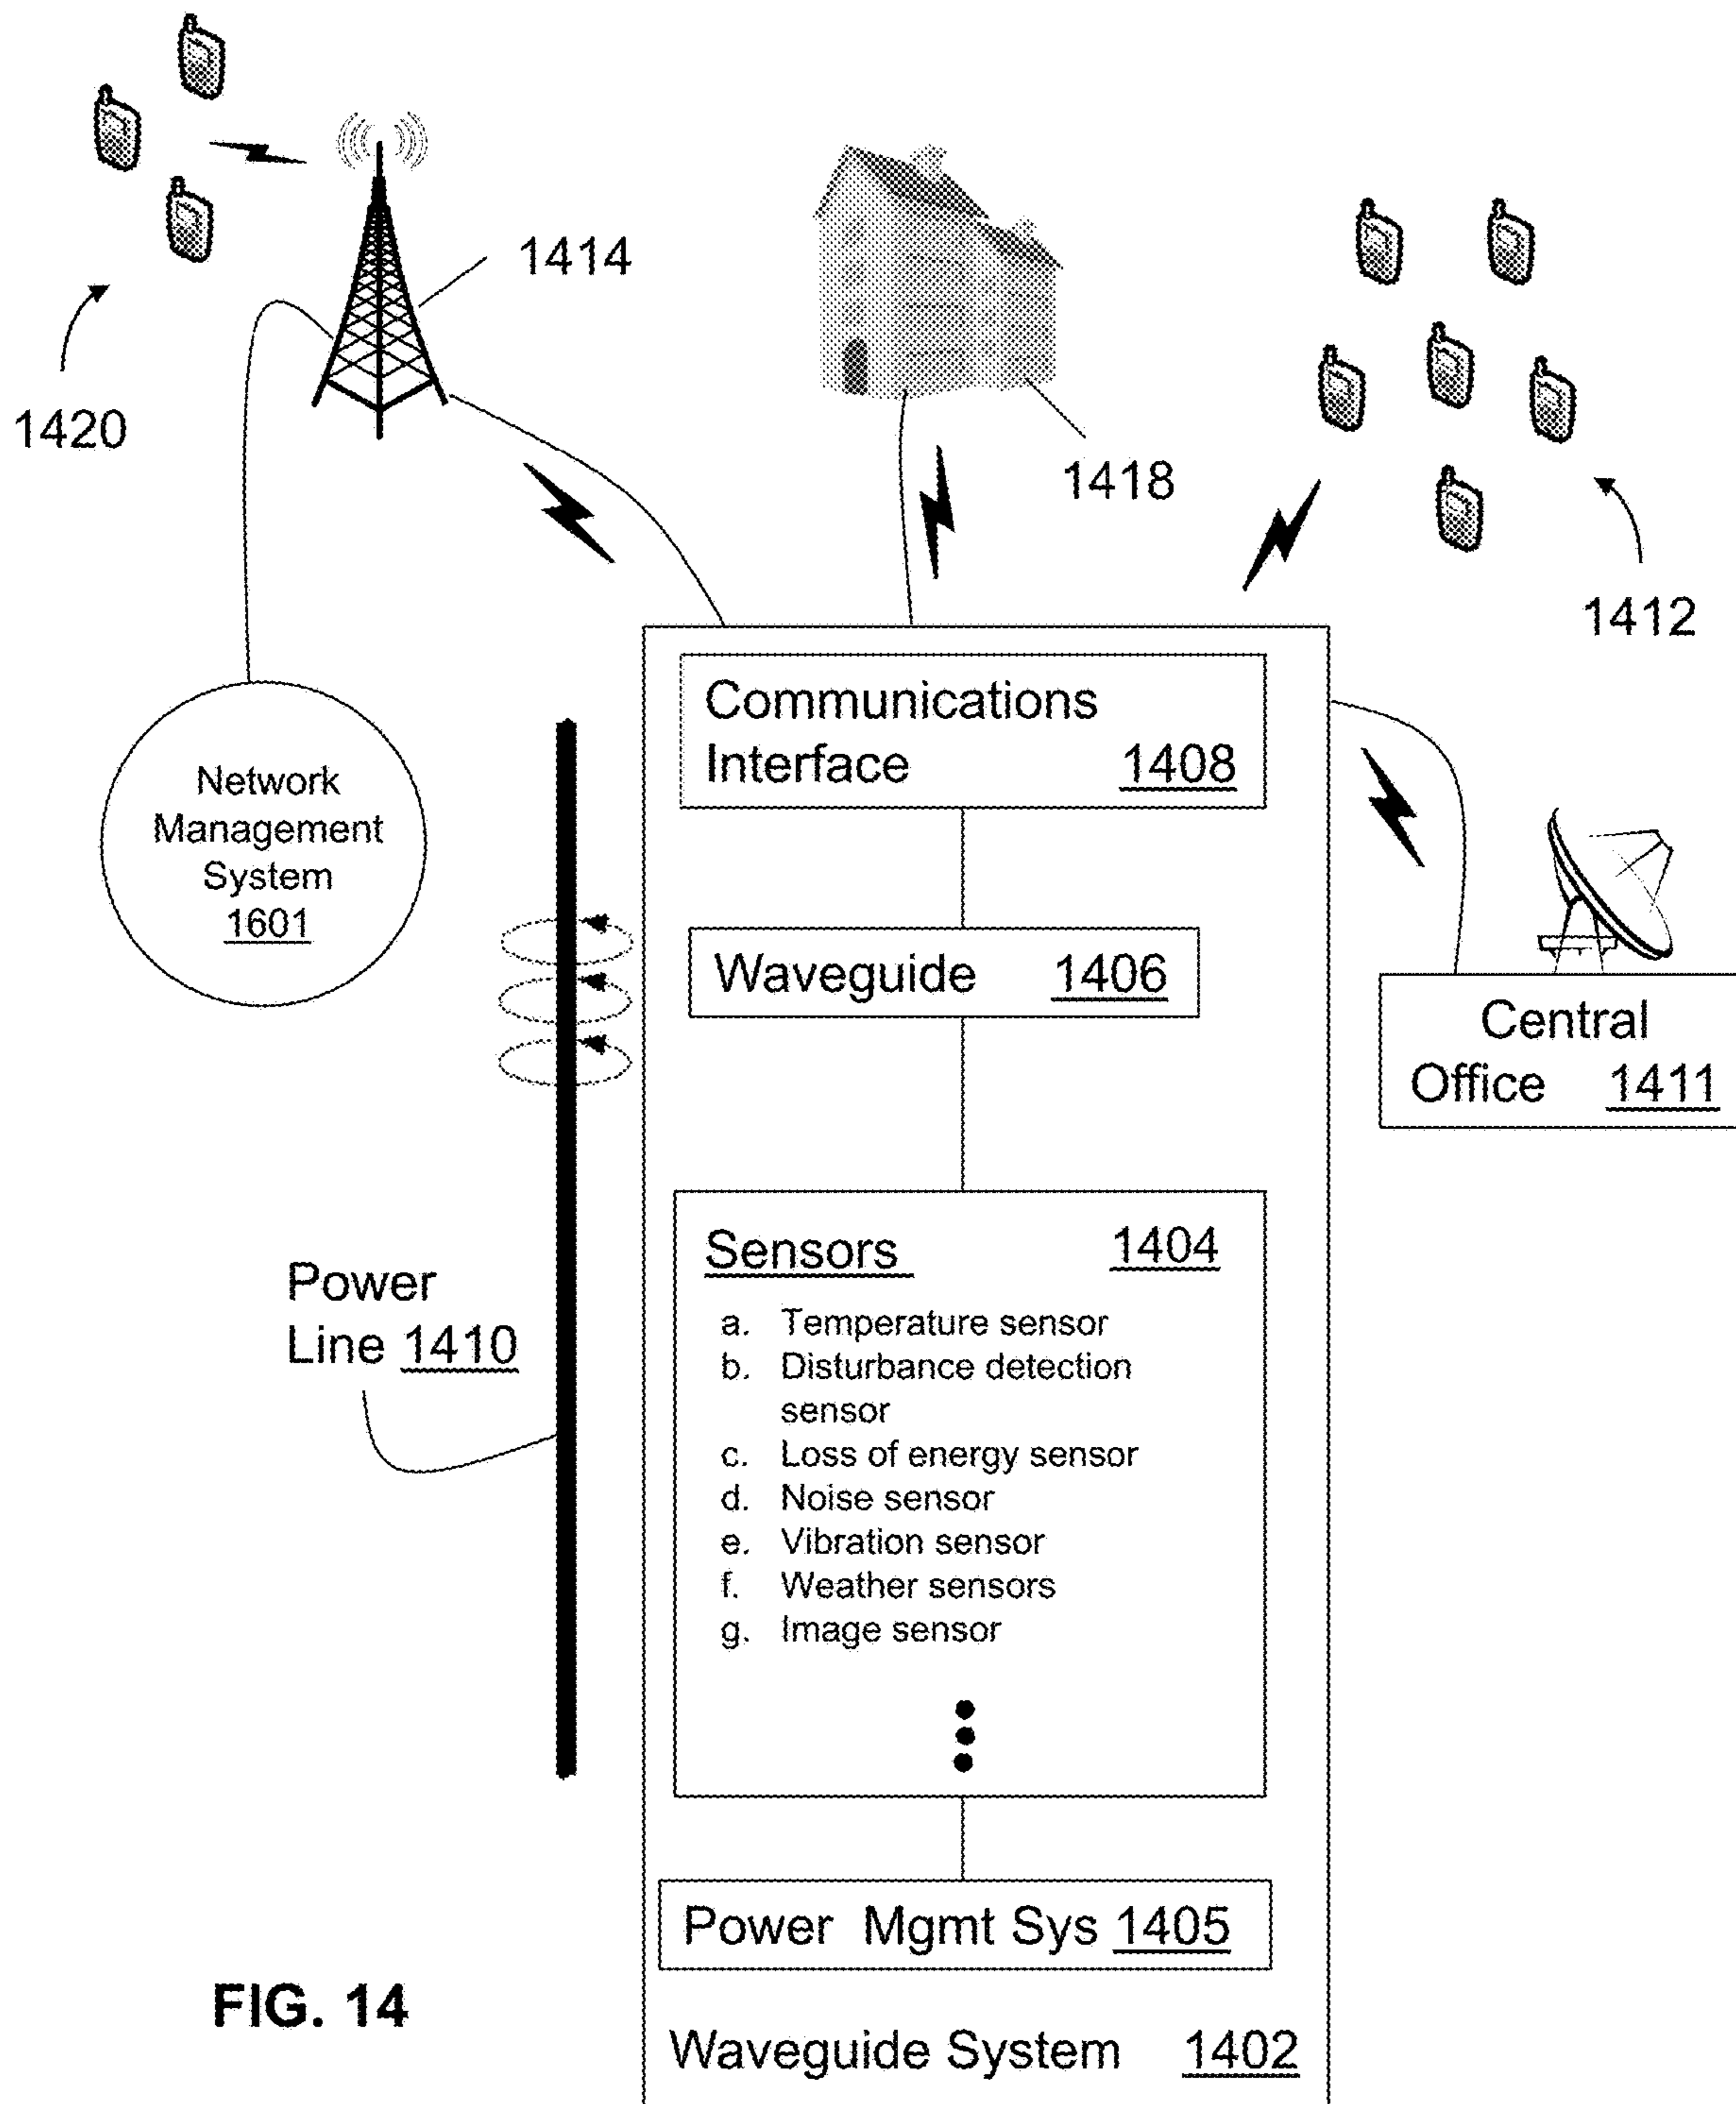 1414
1420
1418
1412
Communications
Interface 1408
Network
Management
System
1601
Waveguide 1406
Central
Office 1411
Sensors 1404
Power
Line 1410
a. Temperature sensor
b. Disturbance detection
sensor
c. Loss of energy sensor
d. Noise sensor
e. Vibration sensor
f. Weather sensors
g. Image sensor
Power Mgmt Sys 1405
FIG. 14
Waveguide System 1402